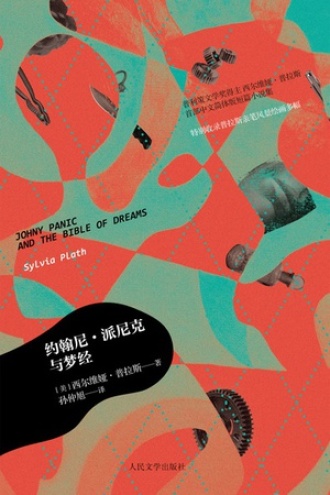 普利策文学奖得主西尔维娅·普拉斯
首部中文简体版短篇小说集
特别收录普拉斯亲笔风景绘画多幅
JOHNY PANIC
AND THE BIBLE OF DREAMS
Sylvia Plath
约翰尼·派尼克
与梦经
[美]西尔维娅·普拉斯——著
孙仲旭——译
人民文学出版社